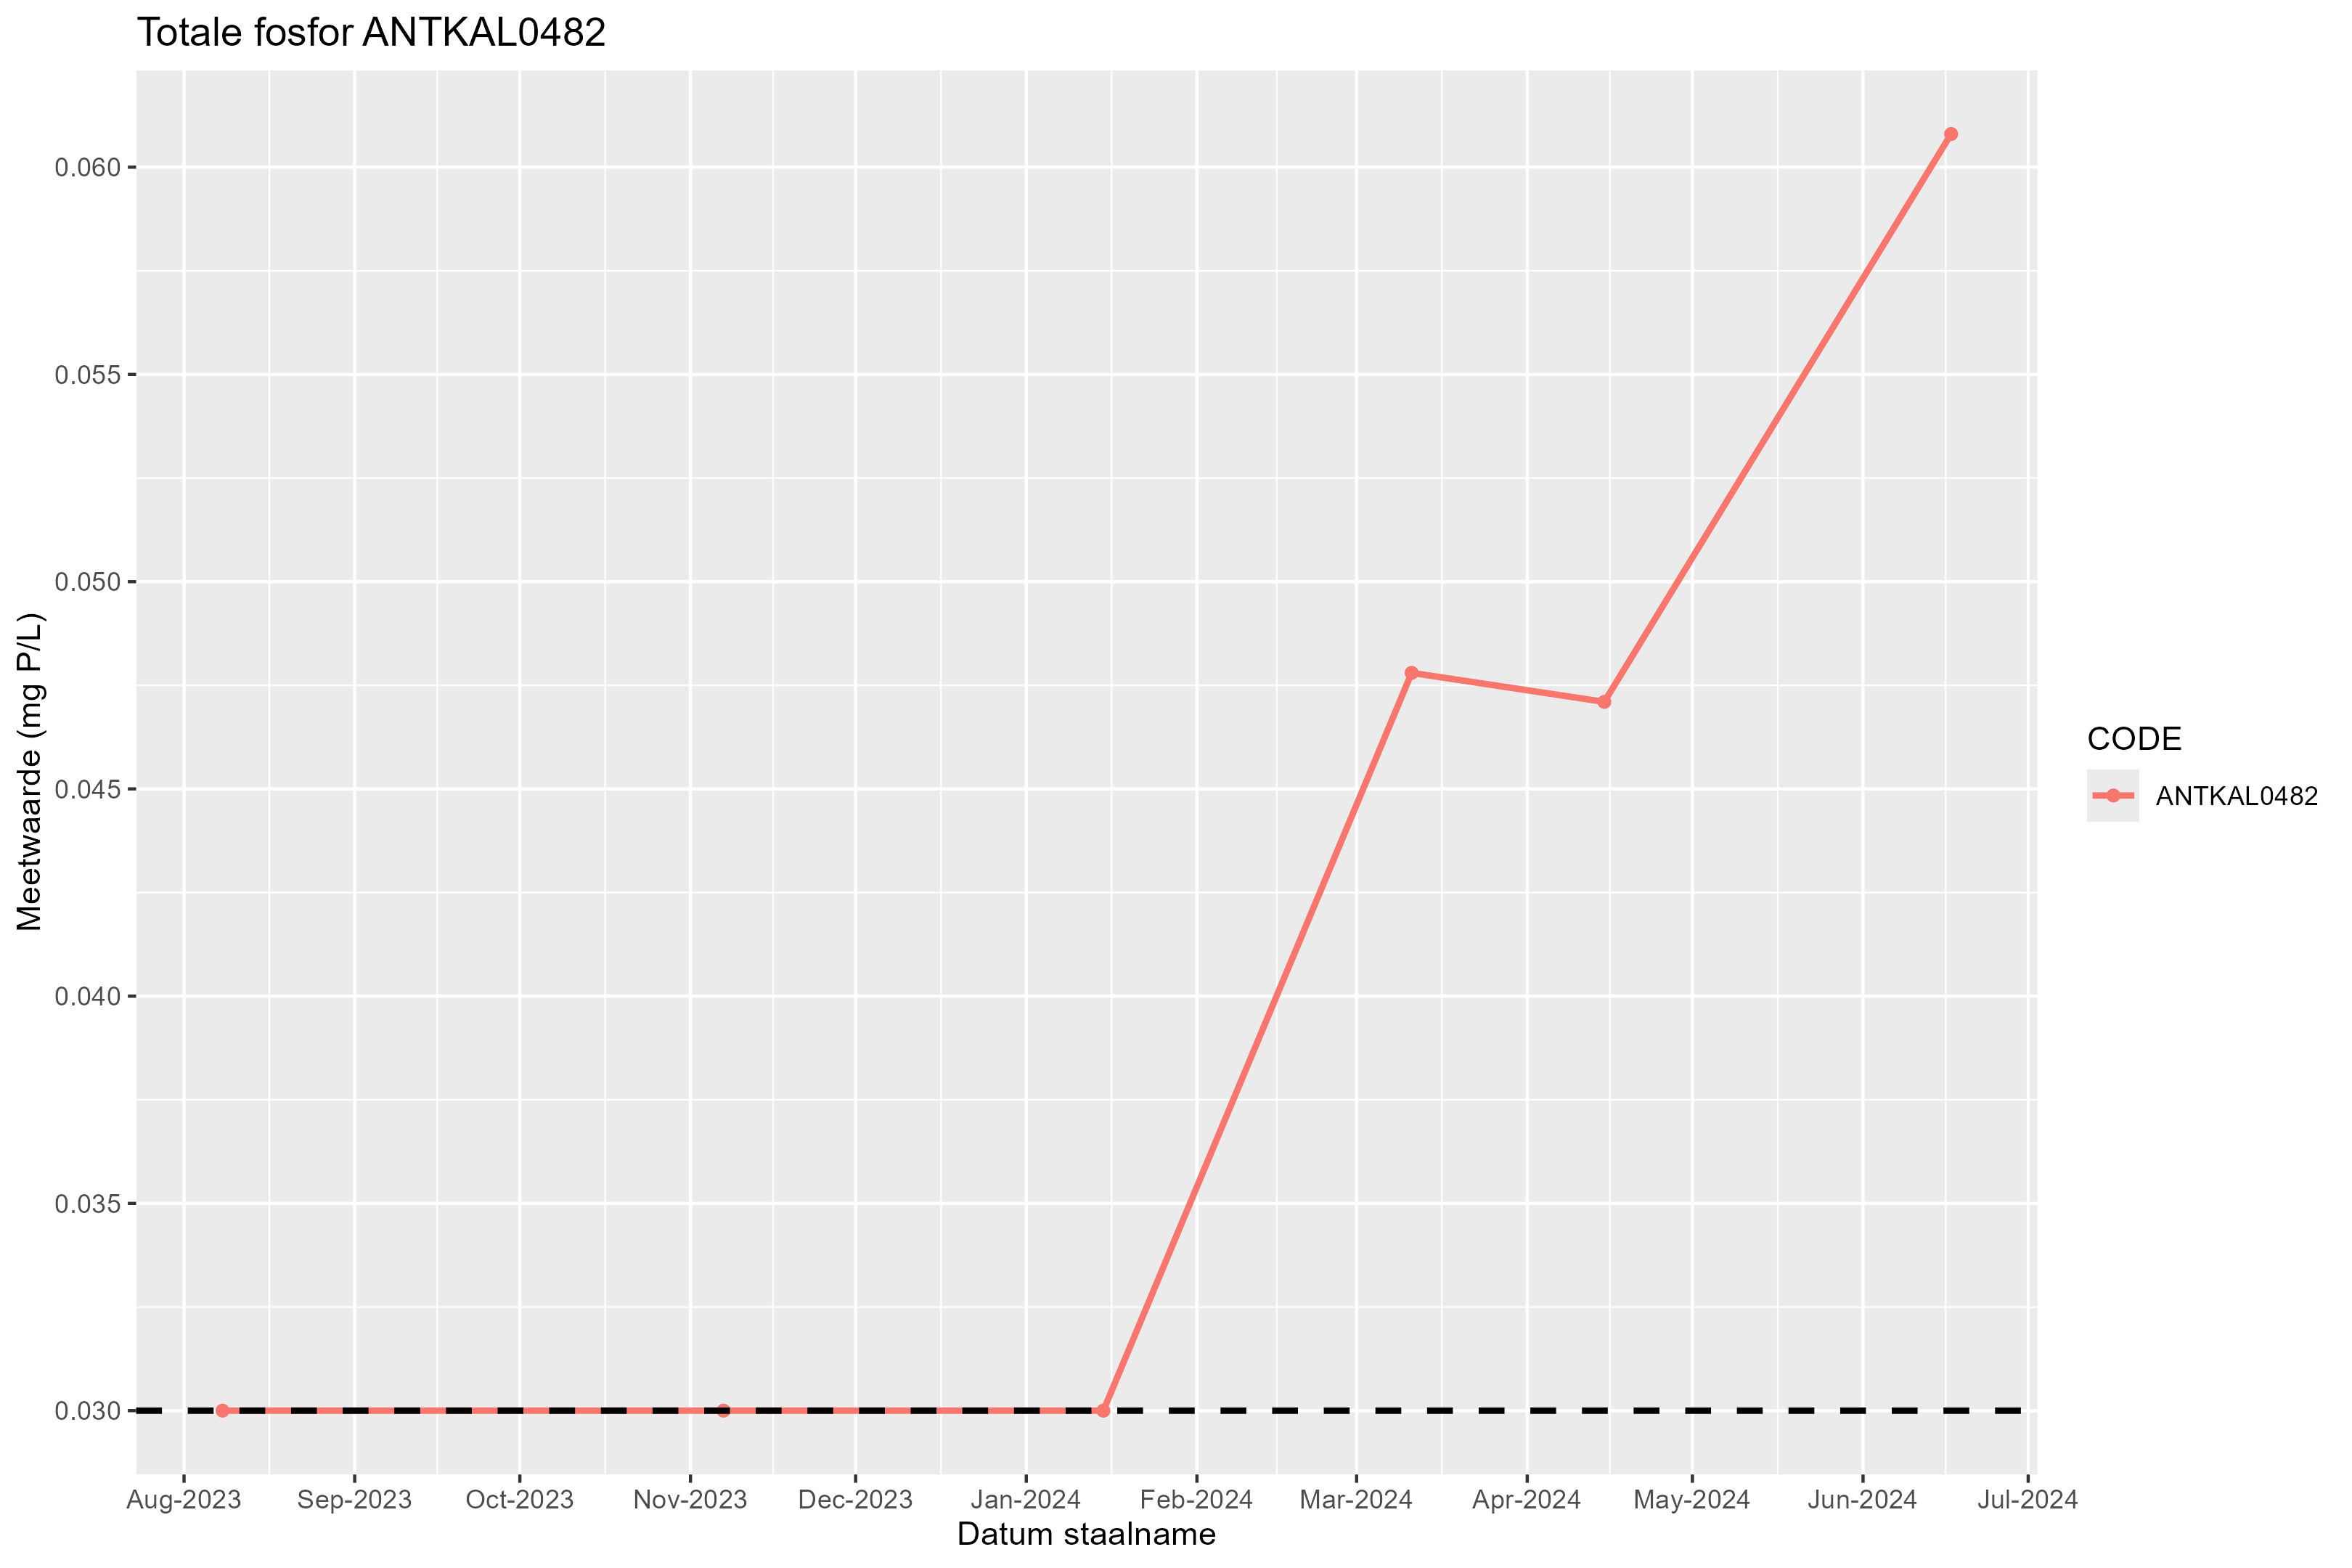 Totale fosfor ANTKAL0482
Meetwaarde (mg P/L)
0.060
0.055
0.050
0.045
0.040
0.035
0.030
Aug-2023 Sep-2023 Oct-2023 Nov-2023 Dec-2023 Jan-2024 Feb-2024 Mar-2024 Apr-2024 May-2024 Jun-2024 Jul-2024
Datum staalname
CODE
ANTKAL0482